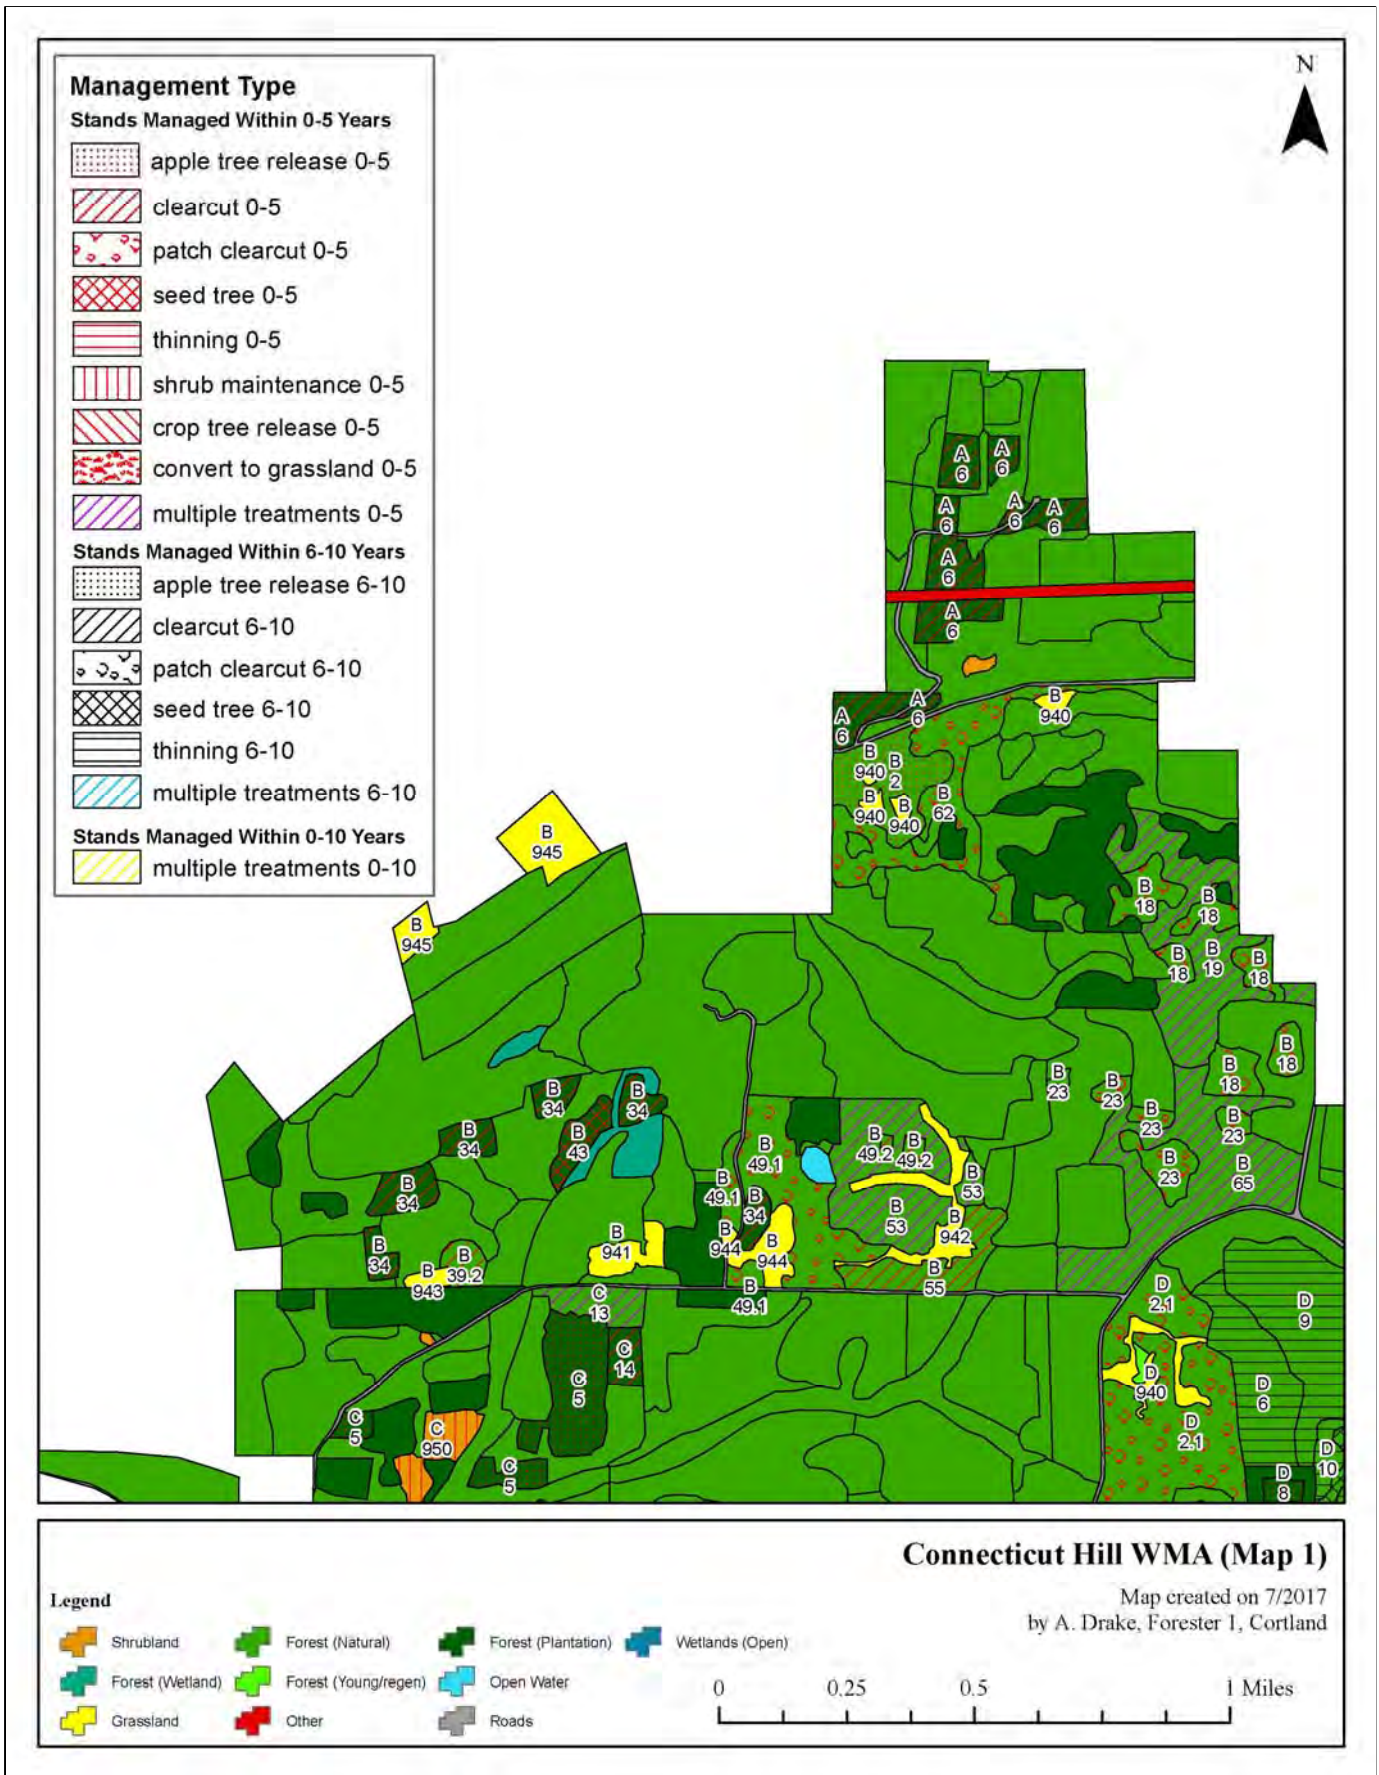 N
Management Type
Stands Managed Within 0-5 Years
apple tree release 0-5
clearcut 0-5
patch clearcut 0-5
seed tree 0-5
thinning 0-5
shrub maintenance 0-5
crop tree release 0-5
convert to grassland 0-5
multiple treatments 0-5
Stands Managed Within 6-10 Years
apple tree release 6-10
clearcut 6-10
patch clearcut 6-10
seed tree 6-10
thinning 6-10
multiple treatments 6-10
Stands Managed Within 0-10 Years
multiple treatments 0-10
A
6
A
6
A
6
A
6
A
6
A
6
A
6
A
6
A
6
B
940
B
940
B
2
B
940
B
940
B
62
B
945
B
945
B
18
B
18
B
18
B
19
B
18
B
18
B
18
B
23
B
23
B
23
B
23
B
23
B
65
B
34
B
34
B
34
B
43
B
34
B
34
B
39.2
B
943
B
941
B
49.1
B
49.1
B
34
B
944
B
944
B
49.1
B
49.2
B
49.2
B
53
B
53
B
942
B
55
C
13
C
14
C
5
C
5
C
950
C
5
D
2.1
D
9
D
940
D
6
D
2.1
D
10
D
8
Connecticut Hill WMA (Map 1)
Map created on 7/2017
by A. Drake, Forester 1, Cortland
Legend
Shrubland
Forest (Natural)
Forest (Plantation)
Wetlands (Open)
Forest (Wetland)
Forest (Young/regen)
Open Water
Grassland
Other
Roads
0 0.25 0.5 1 Miles